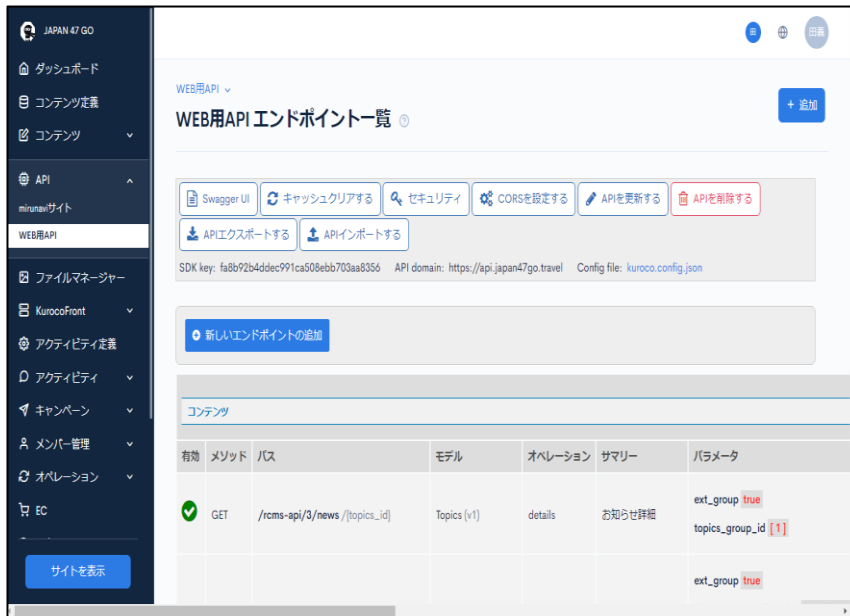 JAPAN 47 GO
ダッシュボード
コンテンツ定義
コンテンツ
API
mirunaviサイト
WEB用API
ファイルマネージャー
KurocoFront
アクティビティ定義
アクティビティ
キャンペーン
メンバー管理
オペレーション
EC
サイトを表示
田義
WEB用API
WEB用API エンドポイント一覧
+ 追加
Swagger UI キャッシュクリアする セキュリティ CORSを設定する APIを更新する APIを削除する
APIエクスポートする APIインポートする
SDK key: fa8b92b4ddec991ca508ebb703aa8356 API domain: https://api.japan47go.travel Config file: kuroco.config.json
新しいエンドポイントの追加
コンテンツ
有効 メソッド パス モデル オペレーション サマリー パラメータ
GET /rcms-api/3/news /{topics_id} Topics (v1) details お知らせ詳細 ext_group true
topics_group_id [ 1 ]
ext_group true